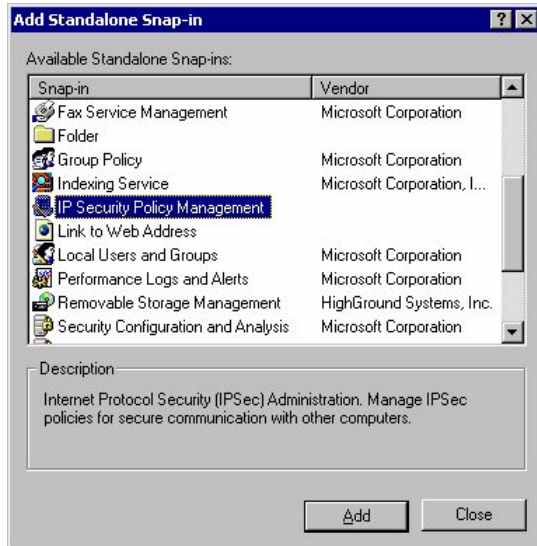 Add Standalone Snap-in
Available Standalone Snap-ins:
Snap-in Vendor
Fax Service Management Microsoft Corporation
Folder
Group Policy Microsoft Corporation
Indexing Service Microsoft Corporation, I...
IP Security Policy Management
Link to Web Address
Local Users and Groups Microsoft Corporation
Performance Logs and Alerts Microsoft Corporation
Removable Storage Management HighGround Systems, Inc.
Security Configuration and Analysis Microsoft Corporation
Description
Internet Protocol Security (IPSec) Administration. Manage IPSec
policies for secure communication with other computers.
Add Close